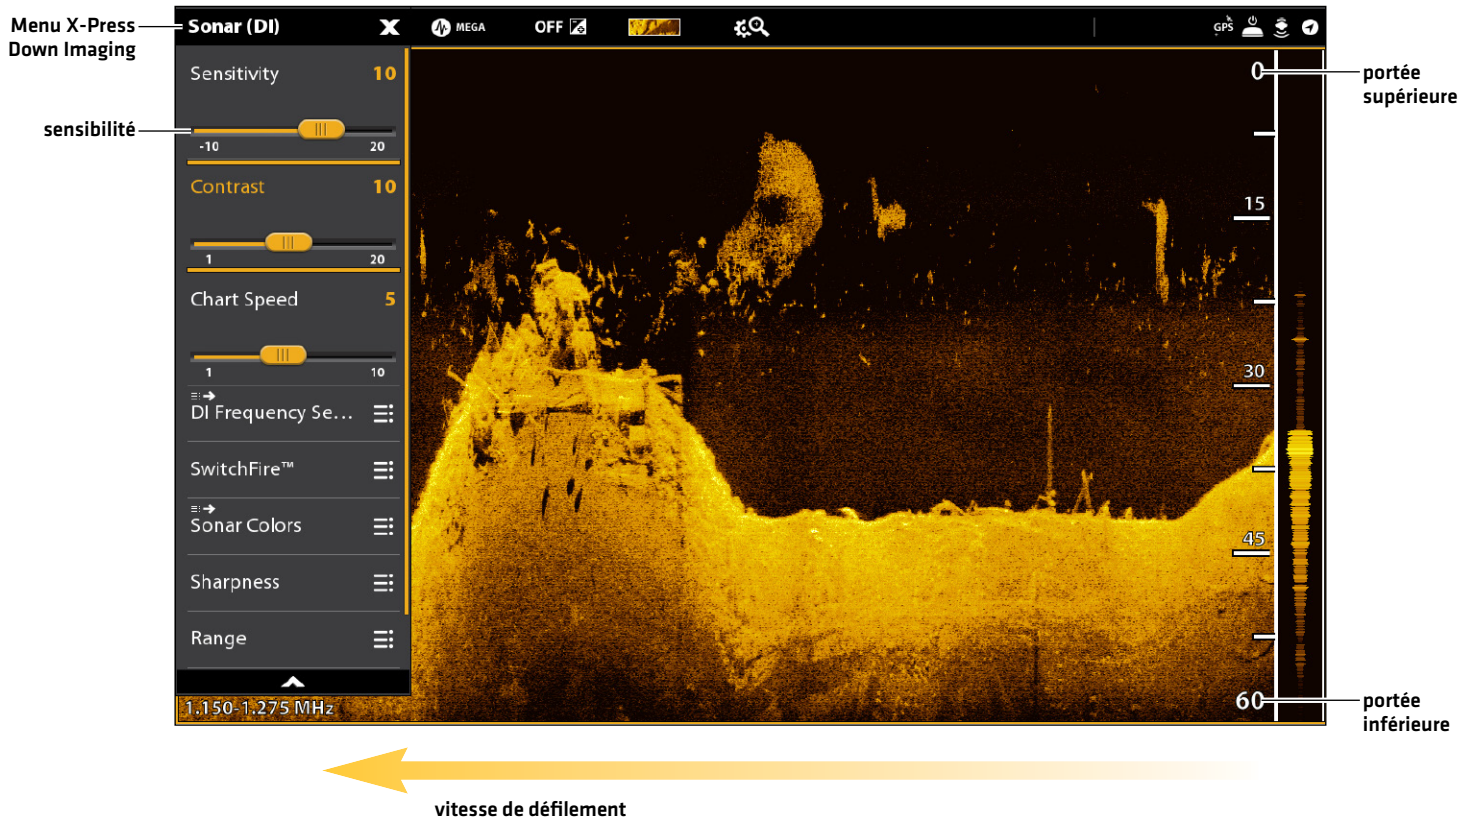 Menu X-Press
Down Imaging
Sonar (DI)
X
MEGA
OFF
GPS
Sensitivity 10
sensibilité
-10 20
Contrast 10
1 20
Chart Speed 5
1 10
DI Frequency Se...
SwitchFire™
Sonar Colors
Sharpness
Range
1.150-1.275 MHz
0
15
30
45
60
portée
supérieure
portée
inférieure
vitesse de défilement